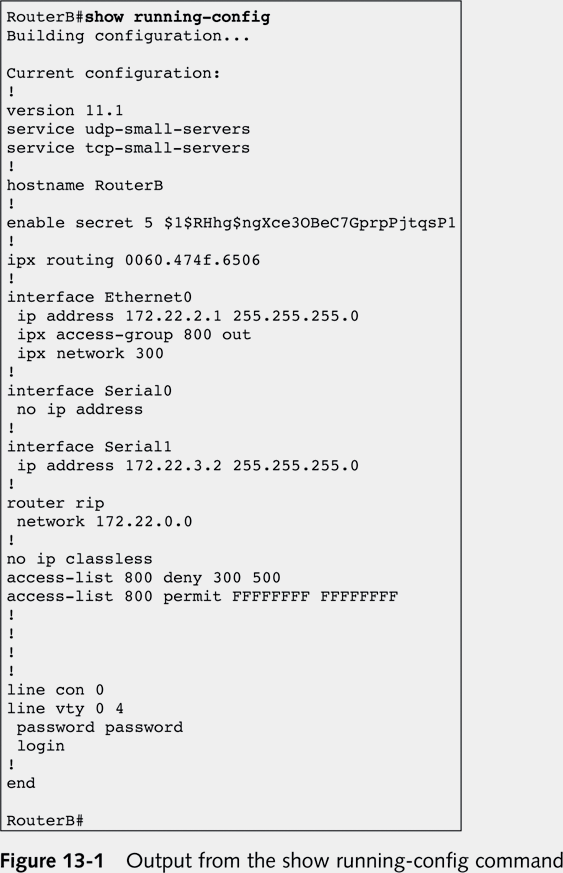 RouterB#show running-config
Building configuration...
Current configuration:
!
version 11.1
service udp-small-servers
service tcp-small-servers
!
hostname RouterB
!
enable secret 5 $1$RHhg$ngXce3OBeC7GprpPjtqsP1
!
ipx routing 0060.474f.6506
!
interface Ethernet0
ip address 172.22.2.1 255.255.255.0
ipx access-group 800 out
ipx network 300
!
interface Serial0
no ip address
!
interface Serial1
ip address 172.22.3.2 255.255.255.0
!
router rip
network 172.22.0.0
!
no ip classless
access-list 800 deny 300 500
access-list 800 permit FFFFFFFF FFFFFFFF
!
!
!
!
line con 0
line vty 0 4
password password
login
!
end
RouterB#
Figure 13-1 Output from the show running-config command